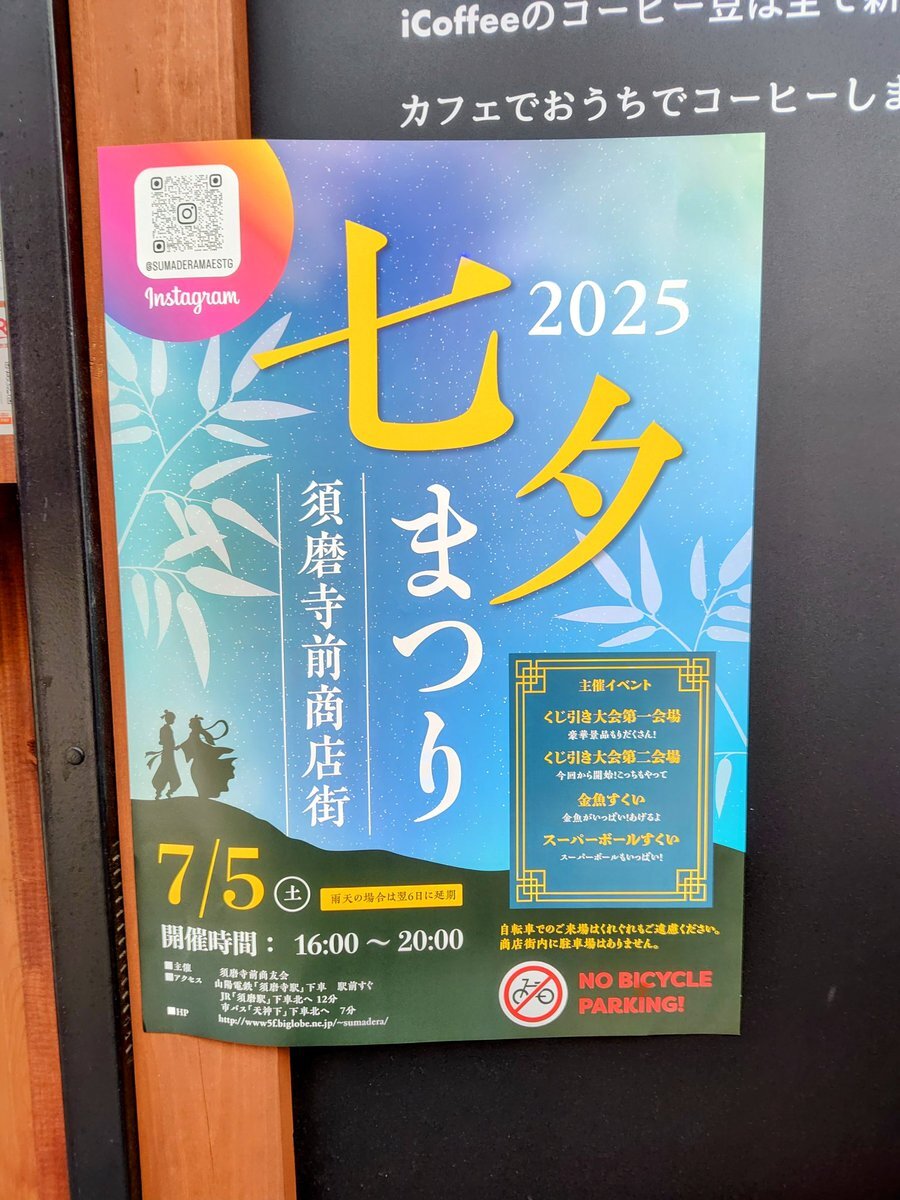 iCoffeeのコーヒー豆は全て新
カフェでおうちでコーヒーしま
@SUMADERAMAESTG
Instagram
七夕
2025
まつり
須磨寺前商店街
主催イベント
くじ引き大会第一会場
豪華景品もりだくさん!
くじ引き大会第二会場
今回から開始!こっちもやって
金魚すくい
金魚がいっぱい!あげるよ
スーパーボールすくい
スーパーボールもいっぱい!
7/5 土 雨天の場合は翌6日に延期
開催時間: 16:00 ~ 20:00
■主催 須磨寺前商友会
■アクセス 山陽電鉄「須磨寺駅」下車 駅前すぐ
JR「須磨駅」下車北へ 12分
市バス「天神下」下車北へ 7分
■HP http://www5f.biglobe.ne.jp/~sumadera/
自転車でのご来場はくれぐれもご遠慮ください。
商店街内に駐車場はありません。
NO BICYCLE
PARKING!